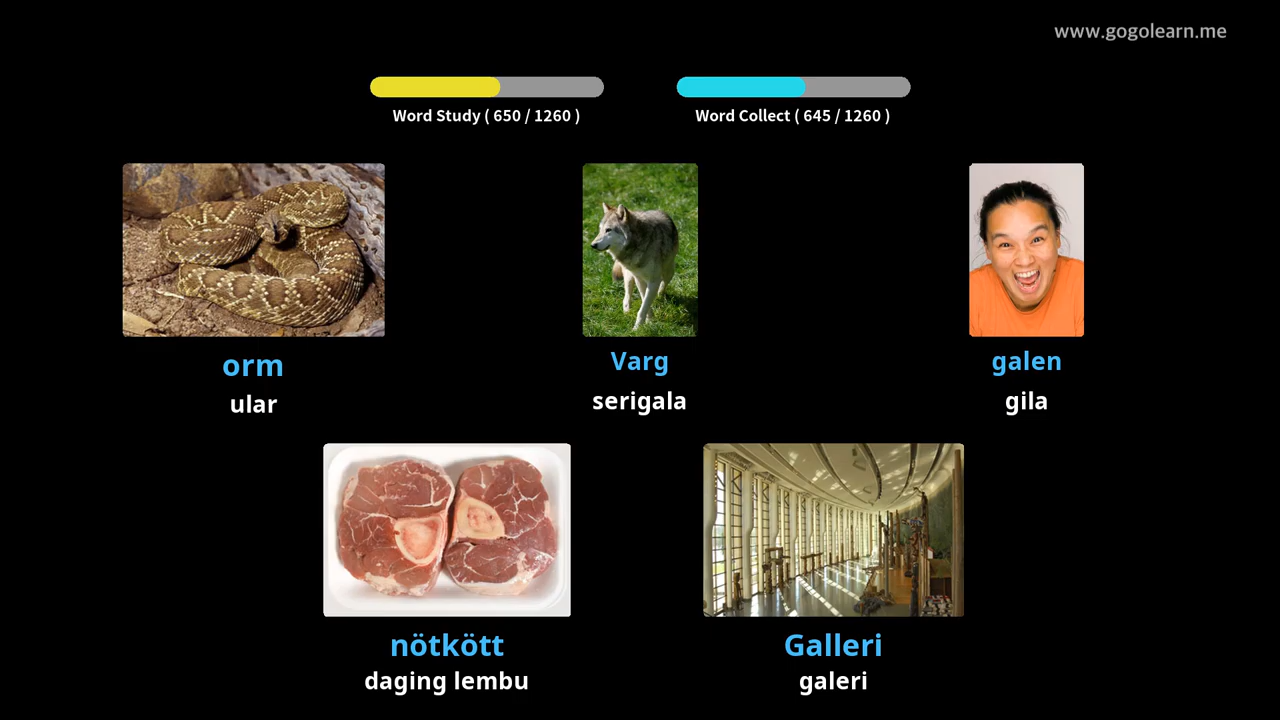 www.gogolearn.me
Word Study ( 650 / 1260 )
Word Collect ( 645 / 1260 )
orm
ular
Varg
serigala
galen
gila
nötkött
daging lembu
Galleri
galeri